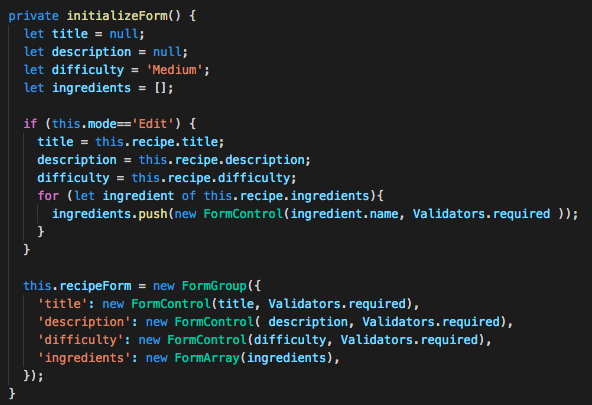 private initializeForm() {
let title = null;
let description = null;
let difficulty = 'Medium';
let ingredients = [];
if (this.mode=='Edit') {
title = this.recipe.title;
description = this.recipe.description;
difficulty = this.recipe.difficulty;
for (let ingredient of this.recipe.ingredients){
ingredients.push(new FormControl(ingredient.name, Validators.required ));
}
}
this.recipeForm = new FormGroup({
'title': new FormControl(title, Validators.required),
'description': new FormControl( description, Validators.required),
'difficulty': new FormControl(difficulty, Validators.required),
'ingredients': new FormArray(ingredients),
});
}